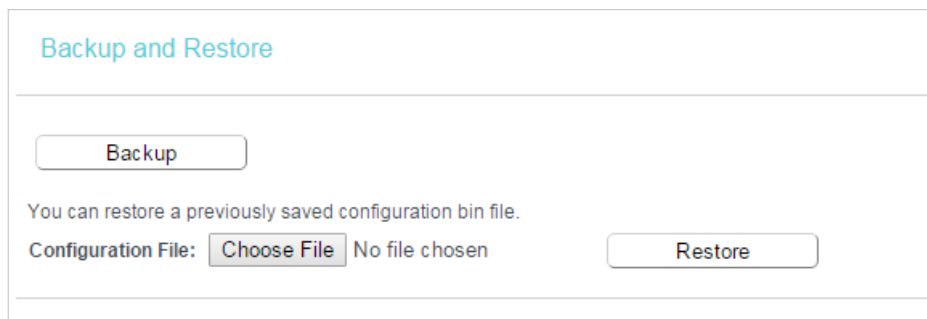 Backup and Restore
Backup
You can restore a previously saved configuration bin file.
Configuration File: Choose File No file chosen Restore